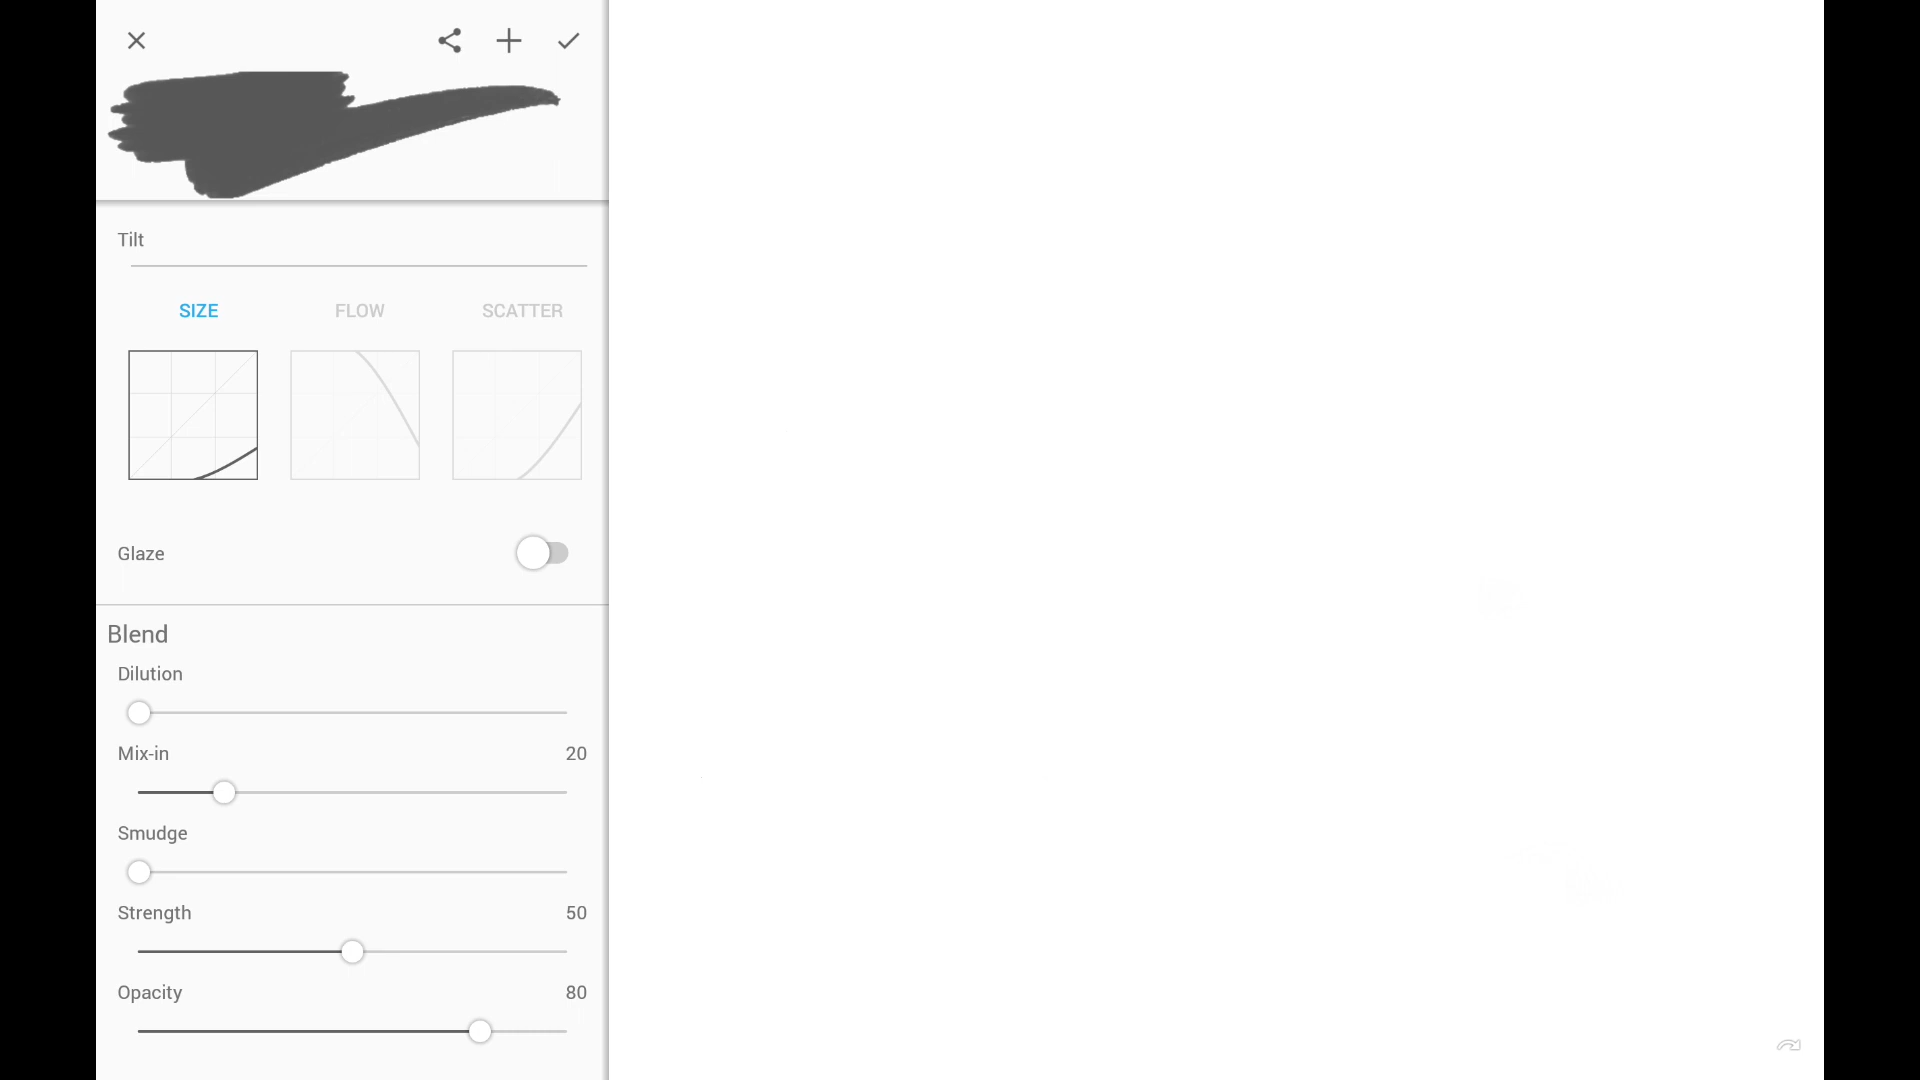 Tilt
SIZE FLOW SCATTER
Glaze
Blend
Dilution
Mix-in 20
Smudge
Strength 50
Opacity 80